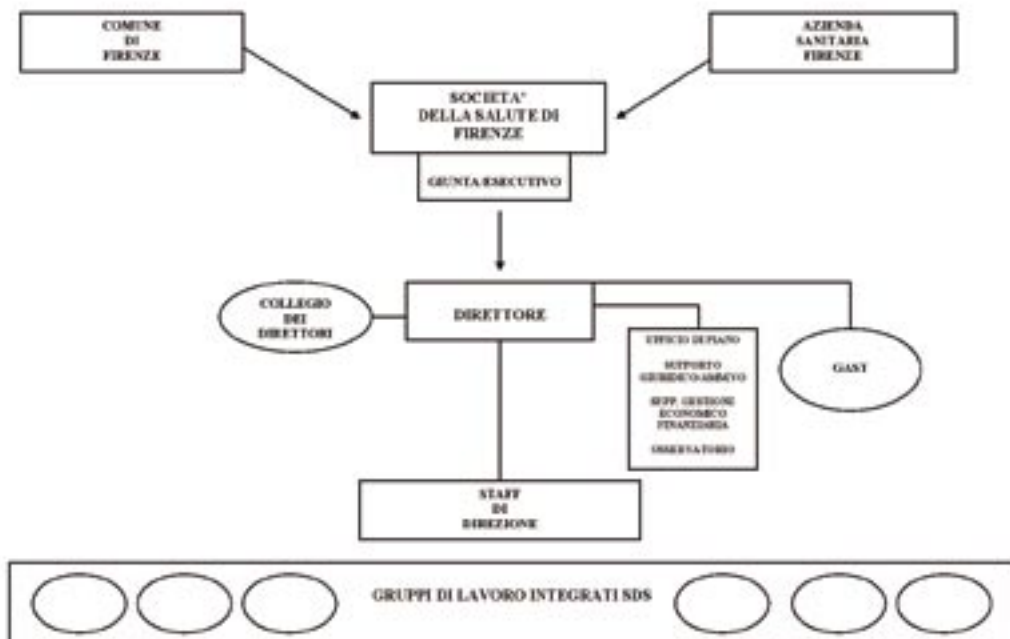 COMUNE
DI
FIRENZE
AZIENDA
SANITARIA
FIRENZE
SOCIETA'
DELLA SALUTE DI
FIRENZE
GIUNTA/ESECUTIVO
COLLEGIO
DEI
DIRETTORI
DIRETTORE
UFFICIO DI PIANO
SUPPORTO
GIURIDICO/AMM.VO
SUPP. GESTIONE
ECONOMICO
FINANZIARIA
OSSERVATORIO
GAST
STAFF
DI
DIREZIONE
GRUPPI DI LAVORO INTEGRATI SDS